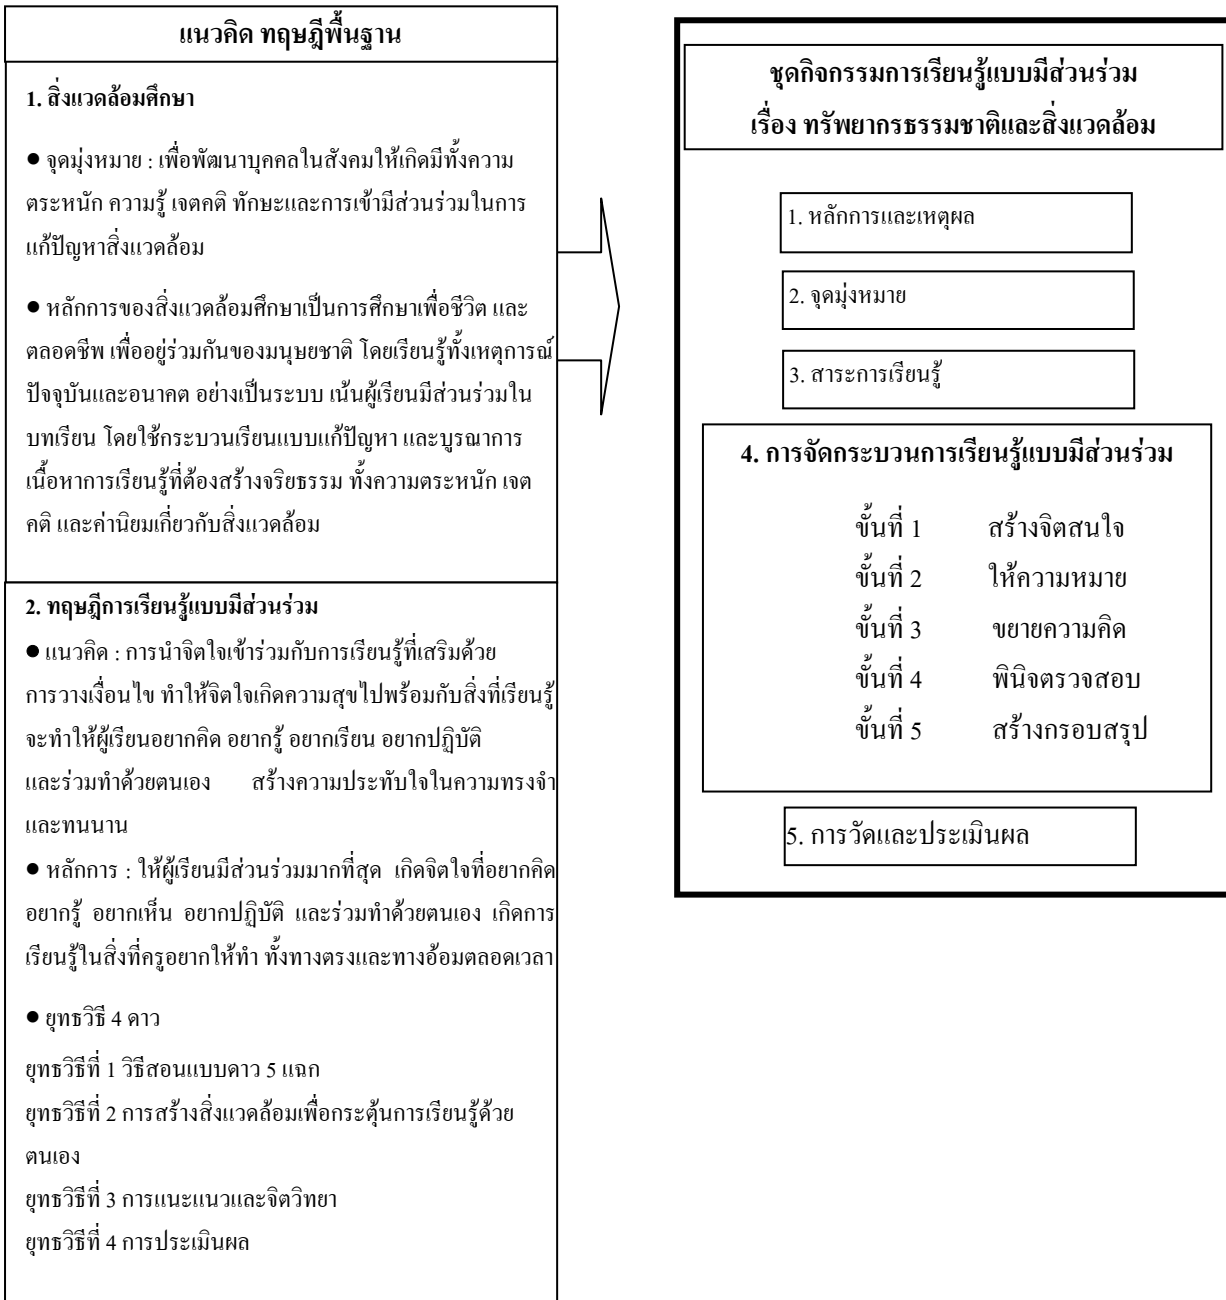 แนวคิด ทฤษฎีพื้นฐาน
1. สิ่งแวดล้อมศึกษา
● จุดมุ่งหมาย : เพื่อพัฒนาบุคคลในสังคมให้เกิดมีทั้งความ
ตระหนัก ความรู้ เจตคติ ทักษะและการเข้ามีส่วนร่วมในการ
แก้ปัญหาสิ่งแวดล้อม
● หลักการของสิ่งแวดล้อมศึกษาเป็นการศึกษาเพื่อชีวิต และ
ตลอดชีพ เพื่ออยู่ร่วมกันของมนุษยชาติ โดยเรียนรู้ทั้งเหตุการณ์
ปัจจุบันและอนาคต อย่างเป็นระบบ เน้นผู้เรียนมีส่วนร่วมใน
บทเรียน โดยใช้กระบวนเรียนแบบแก้ปัญหา และบูรณาการ
เนื้อหาการเรียนรู้ที่ต้องสร้างจริยธรรม ทั้งความตระหนัก เจต
คติ และค่านิยมเกี่ยวกับสิ่งแวดล้อม
2. ทฤษฎีการเรียนรู้แบบมีส่วนร่วม
● แนวคิด : การนำจิตใจเข้าร่วมกับการเรียนรู้ที่เสริมด้วย
การวางเงื่อนไข ทำให้จิตใจเกิดความสุขไปพร้อมกับสิ่งที่เรียนรู้
จะทำให้ผู้เรียนอยากคิด อยากรู้ อยากเรียน อยากปฏิบัติ
และร่วมทำด้วยตนเอง สร้างความประทับใจในความทรงจำ
และทนนาน
● หลักการ : ให้ผู้เรียนมีส่วนร่วมมากที่สุด เกิดจิตใจที่อยากคิด
อยากรู้ อยากเห็น อยากปฏิบัติ และร่วมทำด้วยตนเอง เกิดการ
เรียนรู้ในสิ่งที่ครูอยากให้ทำ ทั้งทางตรงและทางอ้อมตลอดเวลา
● ยุทธวิธี 4 ดาว
ยุทธวิธีที่ 1 วิธีสอนแบบดาว 5 แฉก
ยุทธวิธีที่ 2 การสร้างสิ่งแวดล้อมเพื่อกระตุ้นการเรียนรู้ด้วย
ตนเอง
ยุทธวิธีที่ 3 การแนะแนวและจิตวิทยา
ยุทธวิธีที่ 4 การประเมินผล
ชุดกิจกรรมการเรียนรู้แบบมีส่วนร่วม
เรื่อง ทรัพยากรธรรมชาติและสิ่งแวดล้อม
1. หลักการและเหตุผล
2. จุดมุ่งหมาย
3. สาระการเรียนรู้
4. การจัดกระบวนการเรียนรู้แบบมีส่วนร่วม
ขั้นที่ 1 สร้างจิตสนใจ
ขั้นที่ 2 ให้ความหมาย
ขั้นที่ 3 ขยายความคิด
ขั้นที่ 4 พินิจตรวจสอบ
ขั้นที่ 5 สร้างกรอบสรุป
5. การวัดและประเมินผล